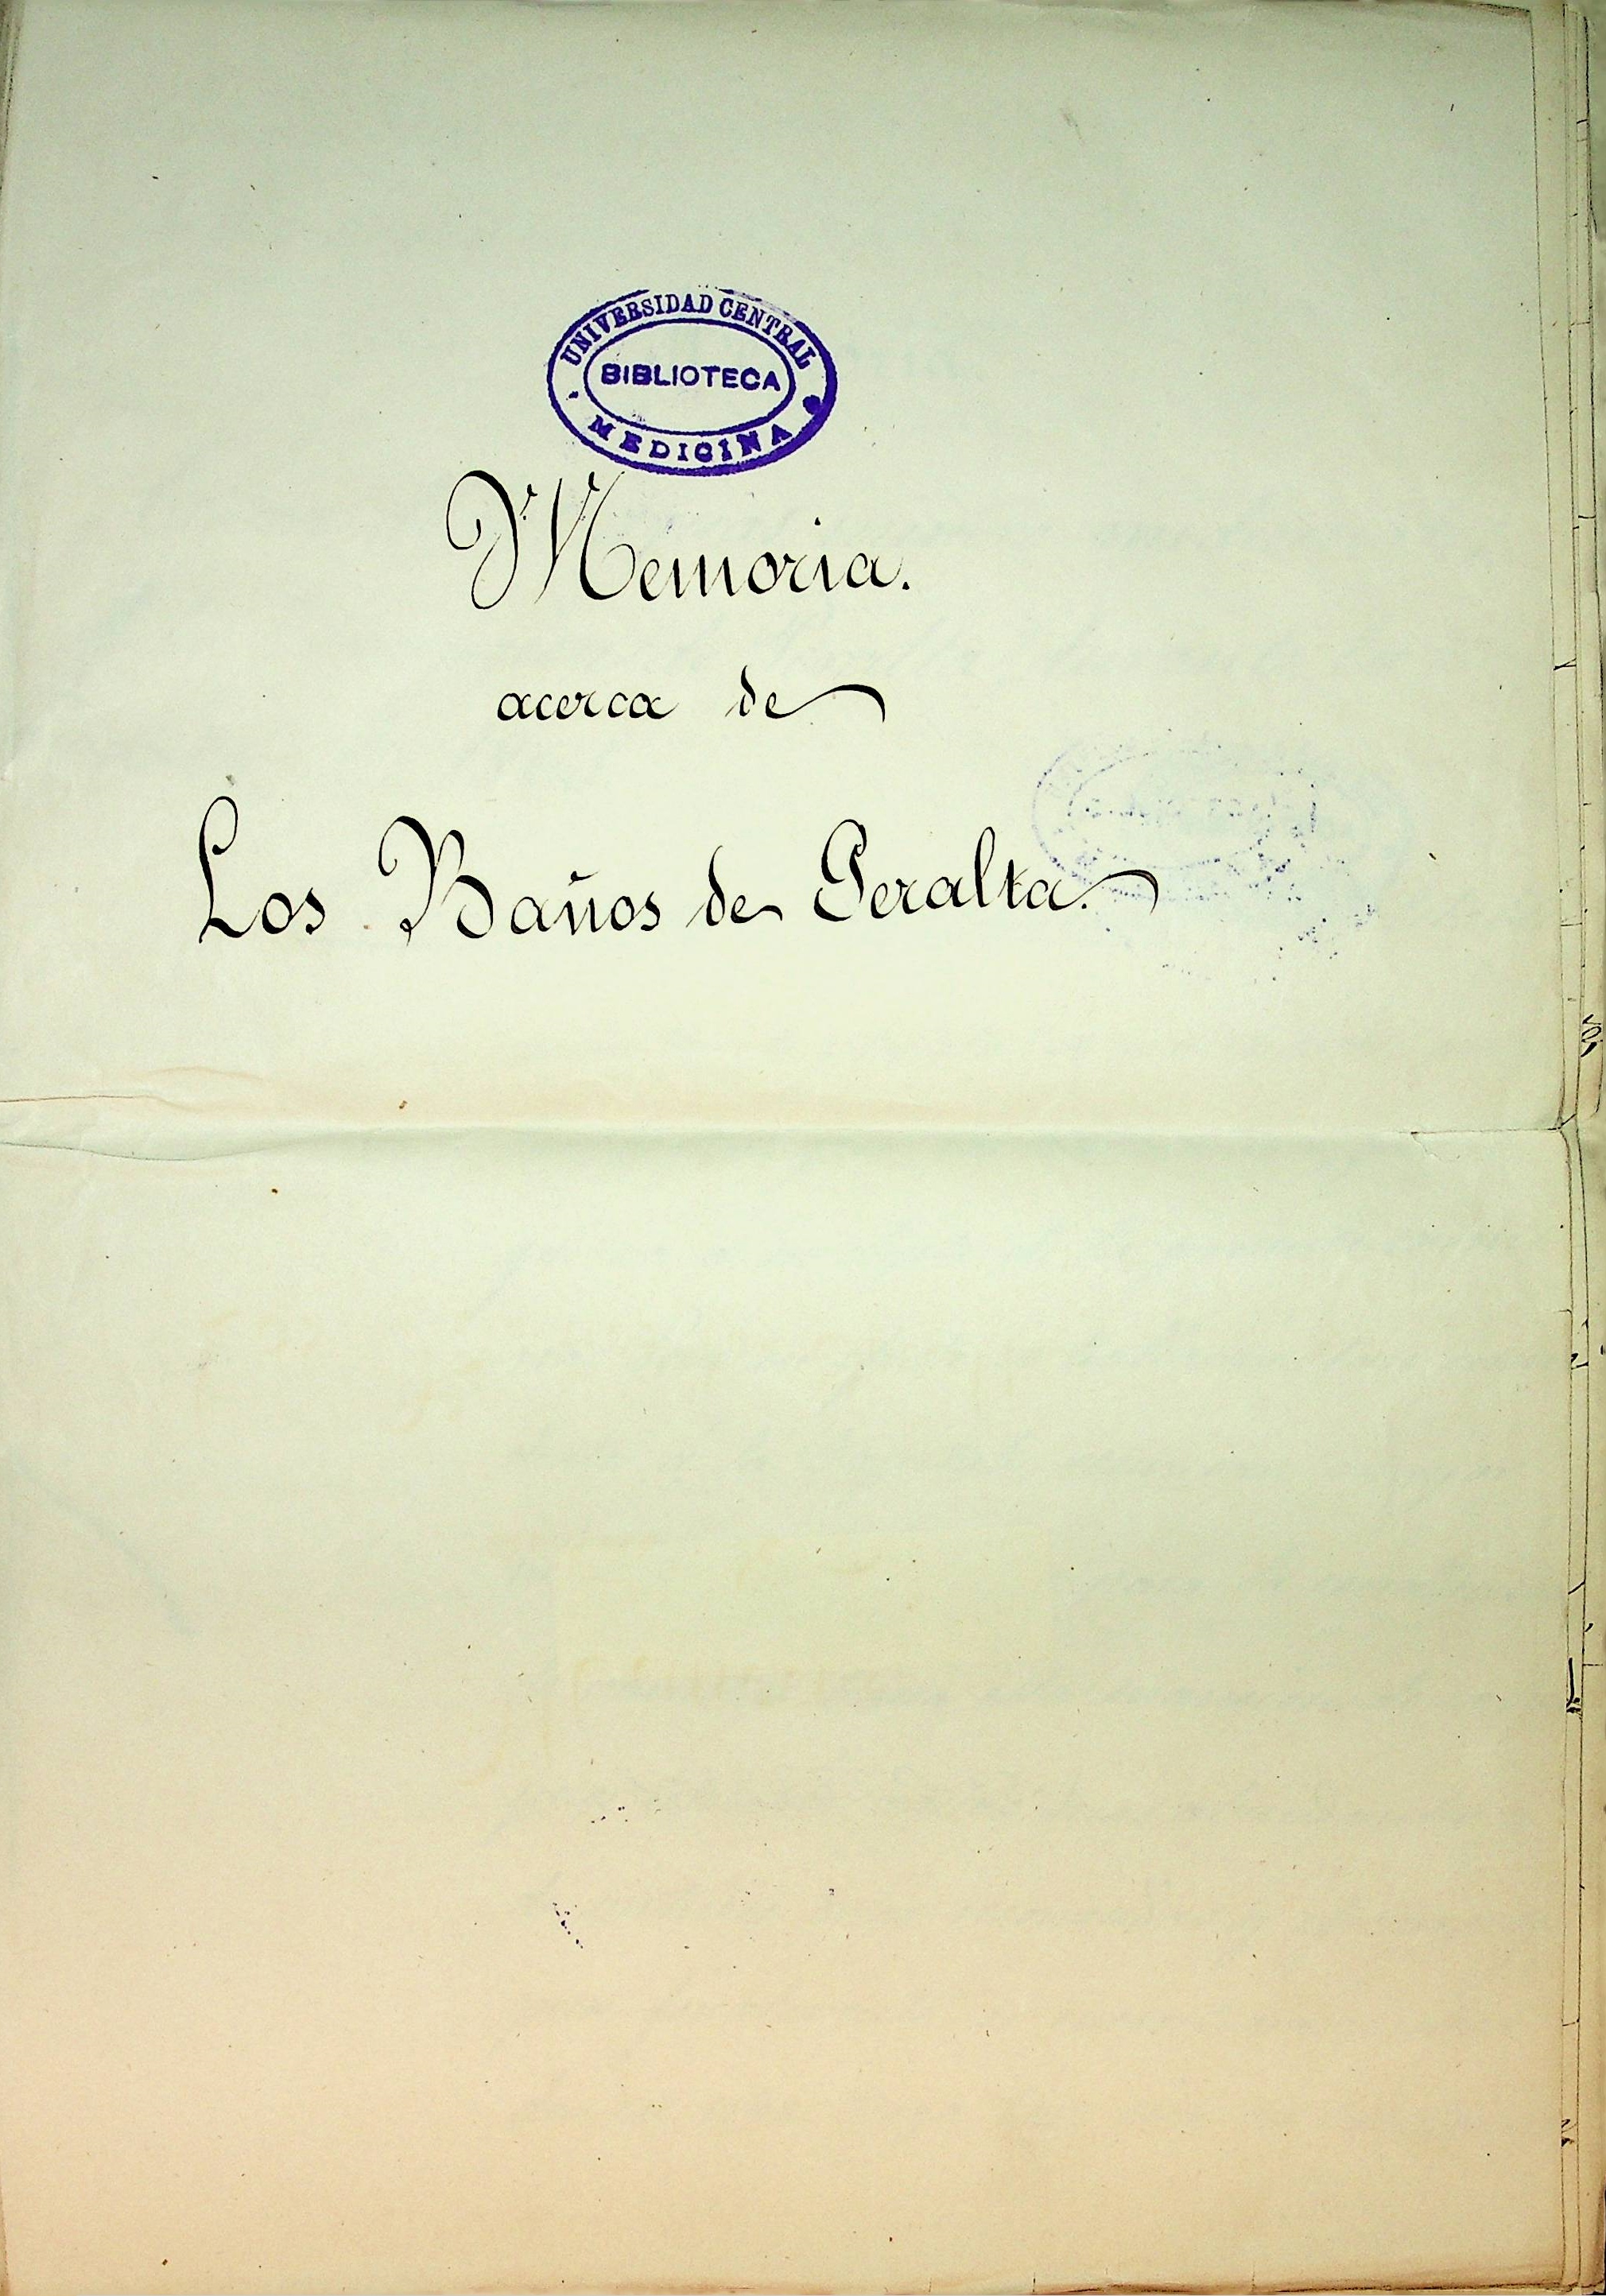 UNIVERSIDAD CENTRAL
BIBLIOTECA
MEDICINA
Memoria.
acerca de
Los Baños de Peralta.